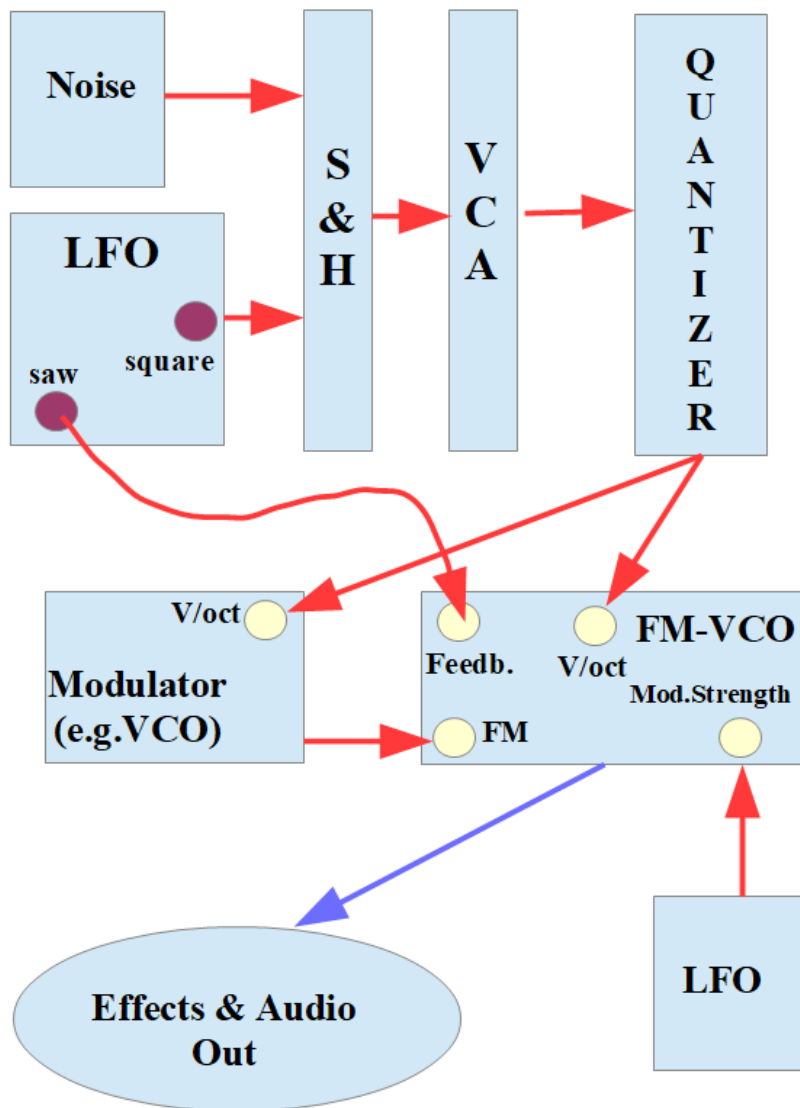 Noise
S
&
H
V
C
A
Q
U
A
N
T
I
Z
E
R
LFO
square
saw
V/oct
Modulator
(e.g.VCO)
Feedb.
V/oct
FM-VCO
Mod.Strength
FM
LFO
Effects & Audio
Out